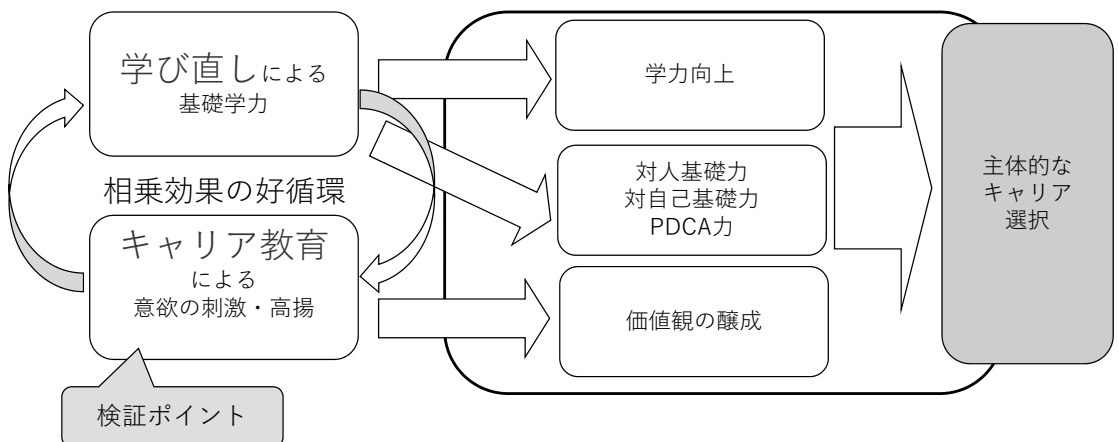 学び直しによる
基礎学力
相乗効果の好循環
キャリア教育
による
意欲の刺激・高揚
検証ポイント
学力向上
対人基礎力
対自己基礎力
PDCA力
価値観の醸成
主体的な
キャリア
選択